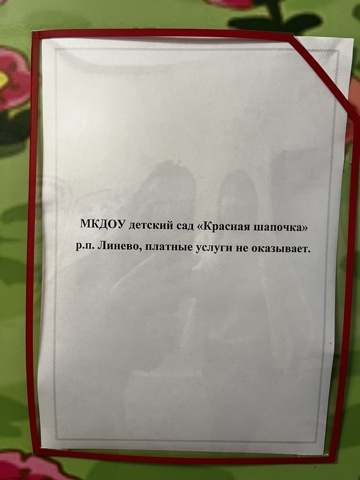 МКДОУ детский сад «Красная шапочка»
р.п. Линево, платные услуги не оказывает.